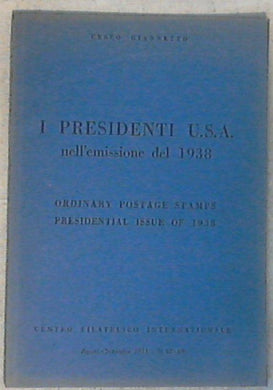 I PRESIDENTI U.S.A.
nell'emissione del 1938
ORDINARY POSTAGE STAMPS
PRESIDENTIAL ISSUE OF 1938
CENTRO FILATELICO INTERNAZIONALE